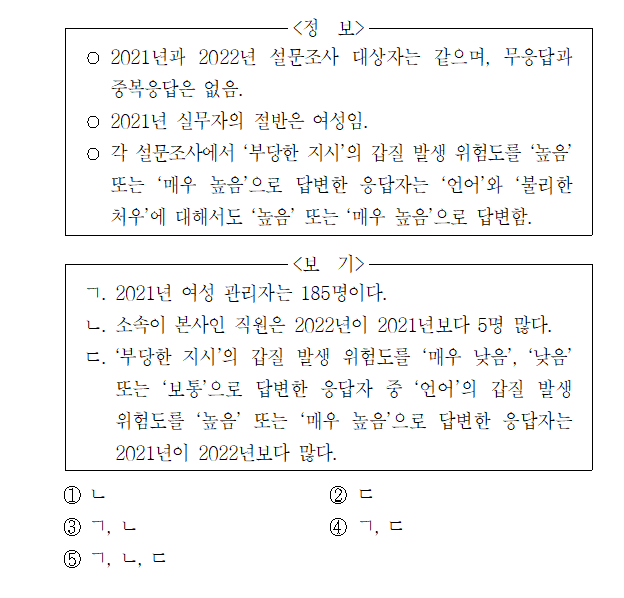 <정 보>
○ 2021년과 2022년 설문조사 대상자는 같으며, 무응답과
중복응답은 없음.
○ 2021년 실무자의 절반은 여성임.
○ 각 설문조사에서 ‘부당한 지시’의 갑질 발생 위험도를 ‘높음’
또는 ‘매우 높음’으로 답변한 응답자는 ‘언어’와 ‘불리한
처우’에 대해서도 ‘높음’ 또는 ‘매우 높음’으로 답변함.
<보 기>
ㄱ. 2021년 여성 관리자는 185명이다.
ㄴ. 소속이 본사인 직원은 2022년이 2021년보다 5명 많다.
ㄷ. ‘부당한 지시’의 갑질 발생 위험도를 ‘매우 낮음’, ‘낮음’
또는 ‘보통’으로 답변한 응답자 중 ‘언어’의 갑질 발생
위험도를 ‘높음’ 또는 ‘매우 높음’으로 답변한 응답자는
2021년이 2022년보다 많다.
① ㄴ ② ㄷ
③ ㄱ, ㄴ ④ ㄱ, ㄷ
⑤ ㄱ, ㄴ, ㄷ